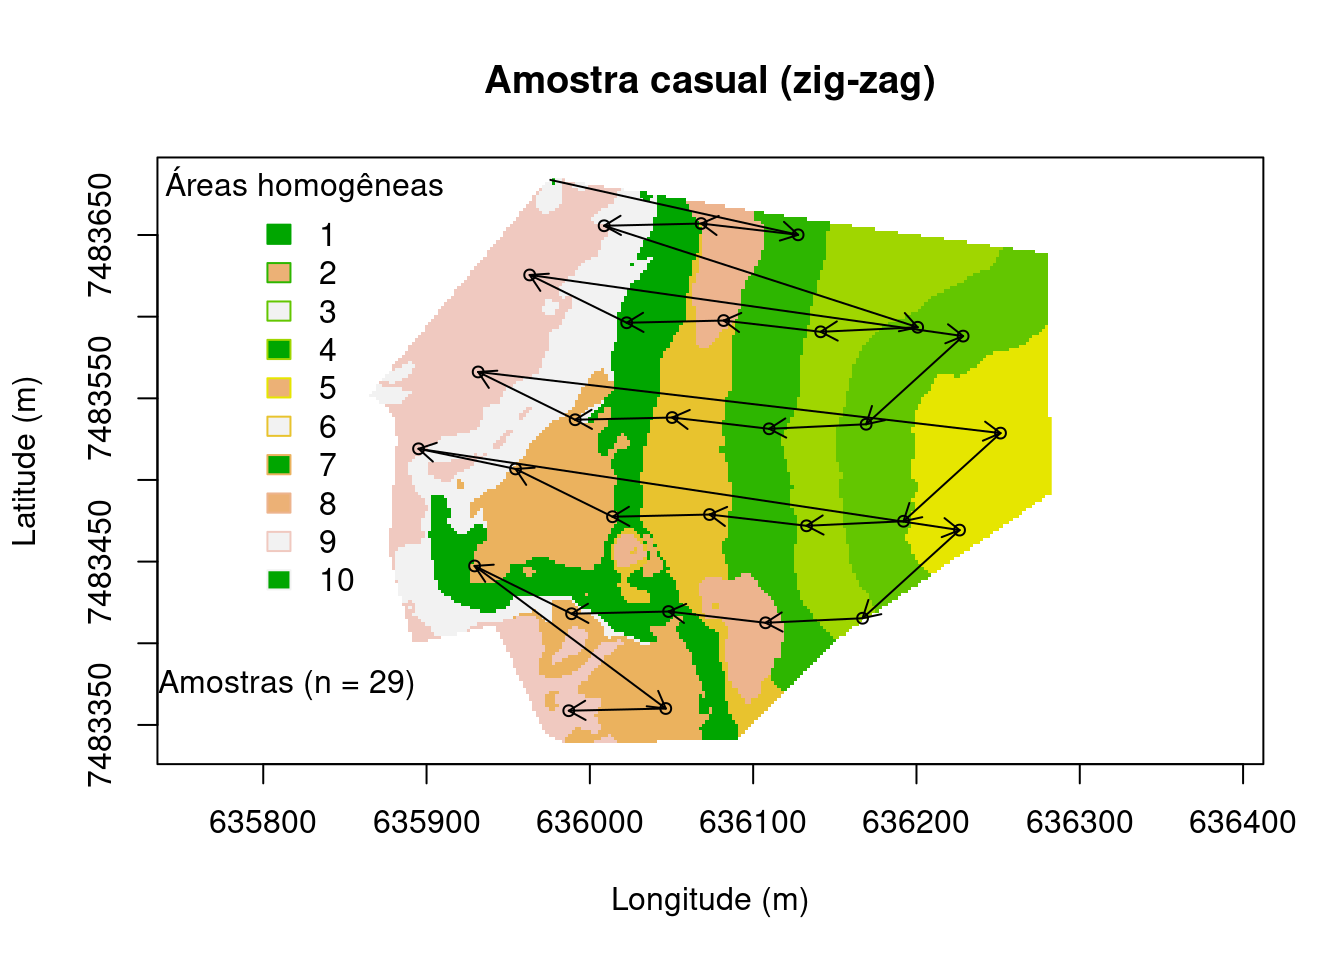 Amostra casual (zig-zag)
Áreas homogêneas
1
2
3
4
5
6
7
8
9
10
Amostras (n = 29)
Latitude (m)
7483650
7483550
7483450
7483350
635800 635900 636000 636100 636200 636300 636400
Longitude (m)